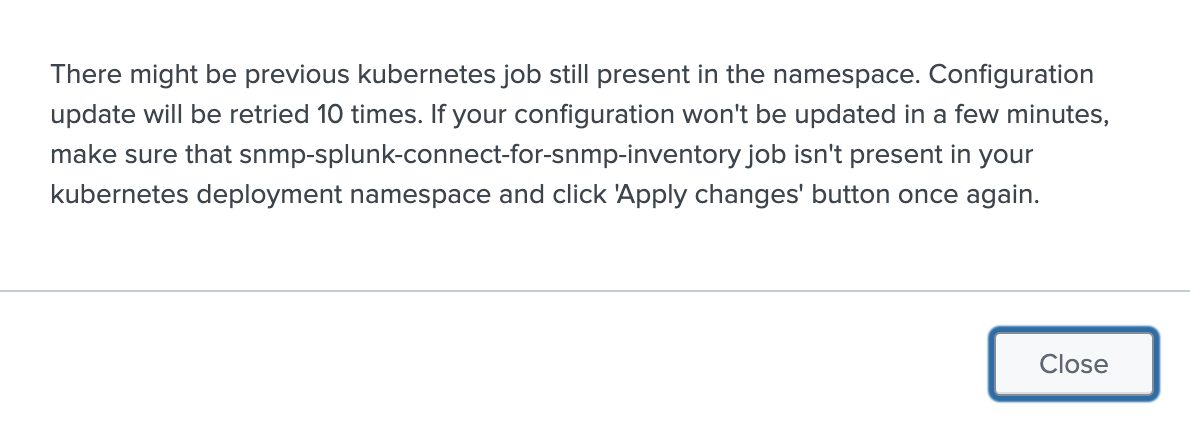 There might be previous kubernetes job still present in the namespace. Configuration
update will be retried 10 times. If your configuration won't be updated in a few minutes,
make sure that snmp-splunk-connect-for-snmp-inventory job isn't present in your
kubernetes deployment namespace and click 'Apply changes' button once again.
Close